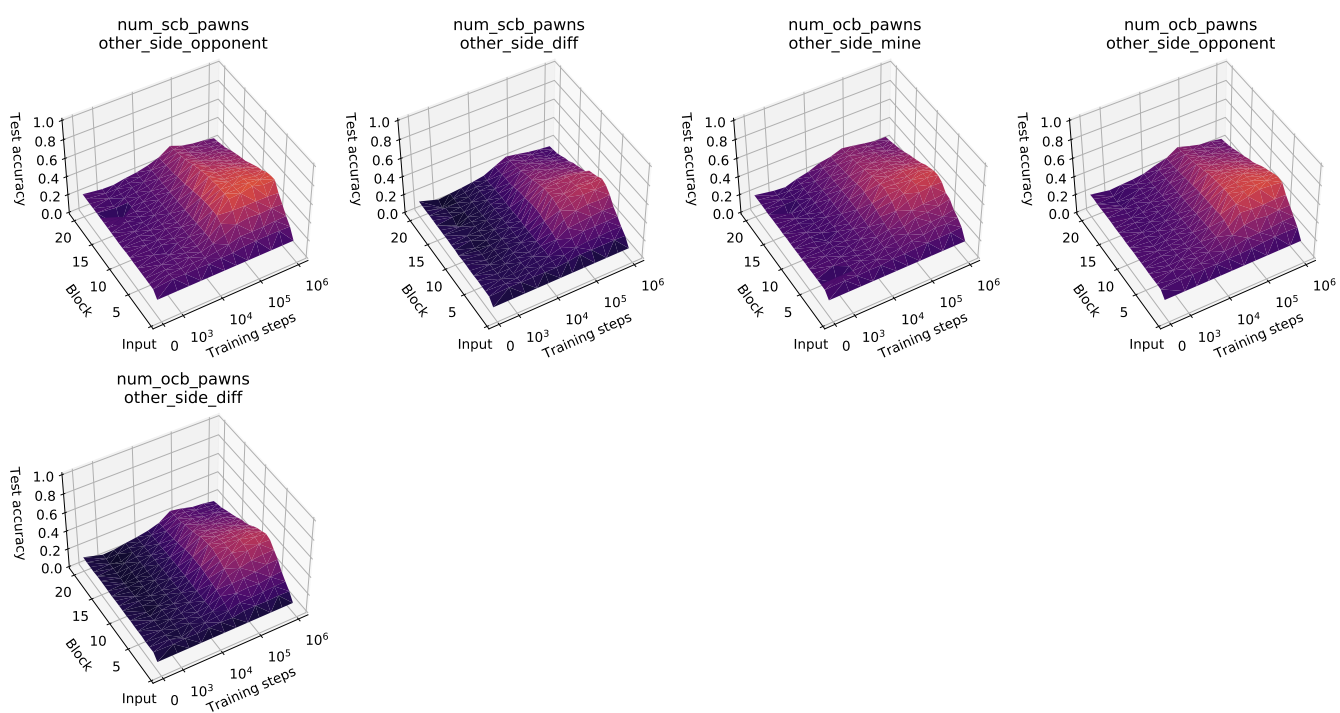 num_scb_pawns
other_side_opponent
1.0
0.8
0.6
0.4
0.2
0.0
Test accuracy
20
15
10
5
Input
Block
0
10³
10⁴
10⁵
10⁶
Training steps
num_scb_pawns
other_side_diff
1.0
0.8
0.6
0.4
0.2
0.0
Test accuracy
20
15
10
5
Input
Block
0
10³
10⁴
10⁵
10⁶
Training steps
num_ocb_pawns
other_side_mine
1.0
0.8
0.6
0.4
0.2
0.0
Test accuracy
20
15
10
5
Input
Block
0
10³
10⁴
10⁵
10⁶
Training steps
num_ocb_pawns
other_side_opponent
1.0
0.8
0.6
0.4
0.2
0.0
Test accuracy
20
15
10
5
Input
Block
0
10³
10⁴
10⁵
10⁶
Training steps
num_ocb_pawns
other_side_diff
1.0
0.8
0.6
0.4
0.2
0.0
Test accuracy
20
15
10
5
Input
Block
0
10³
10⁴
10⁵
10⁶
Training steps